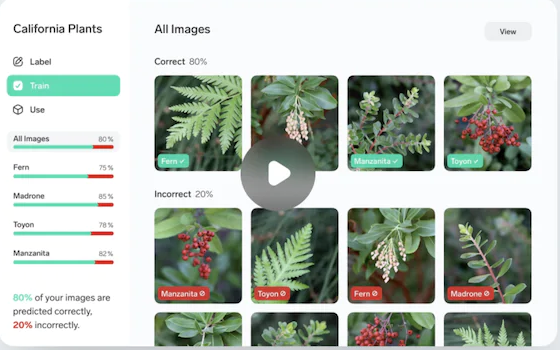 California Plants
Label
Train
Use
All Images 80%
Fern 75%
Madrone 85%
Toyon 78%
Manzanita 82%
80% of your images are
predicted correctly,
20% incorrectly.
All Images
View
Correct 80%
Fern
Manzanita
Toyon
Incorrect 20%
Manzanita
Toyon
Fern
Madrone